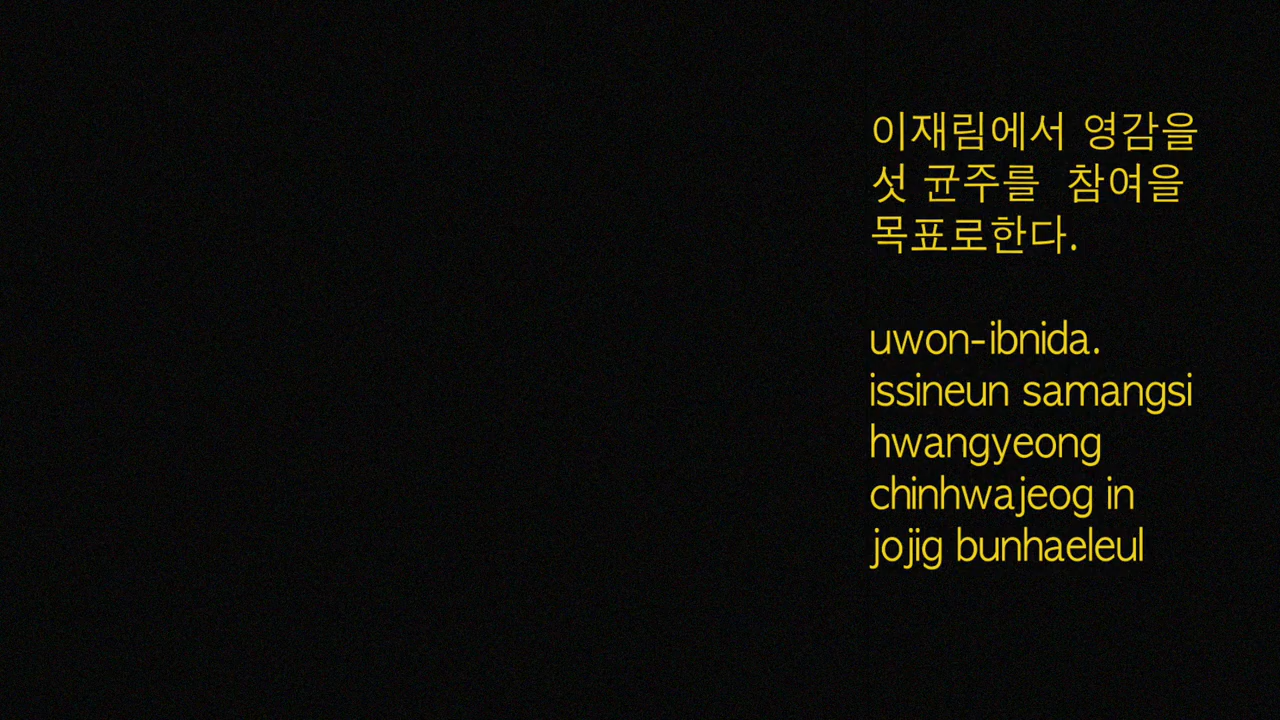 이재림에서 영감을
섯 균주를 참여을
목표로한다.
uwon-ibnida.
issineun samangsi
hwangyeong
chinhwajeog in
jojig bunhaeleul